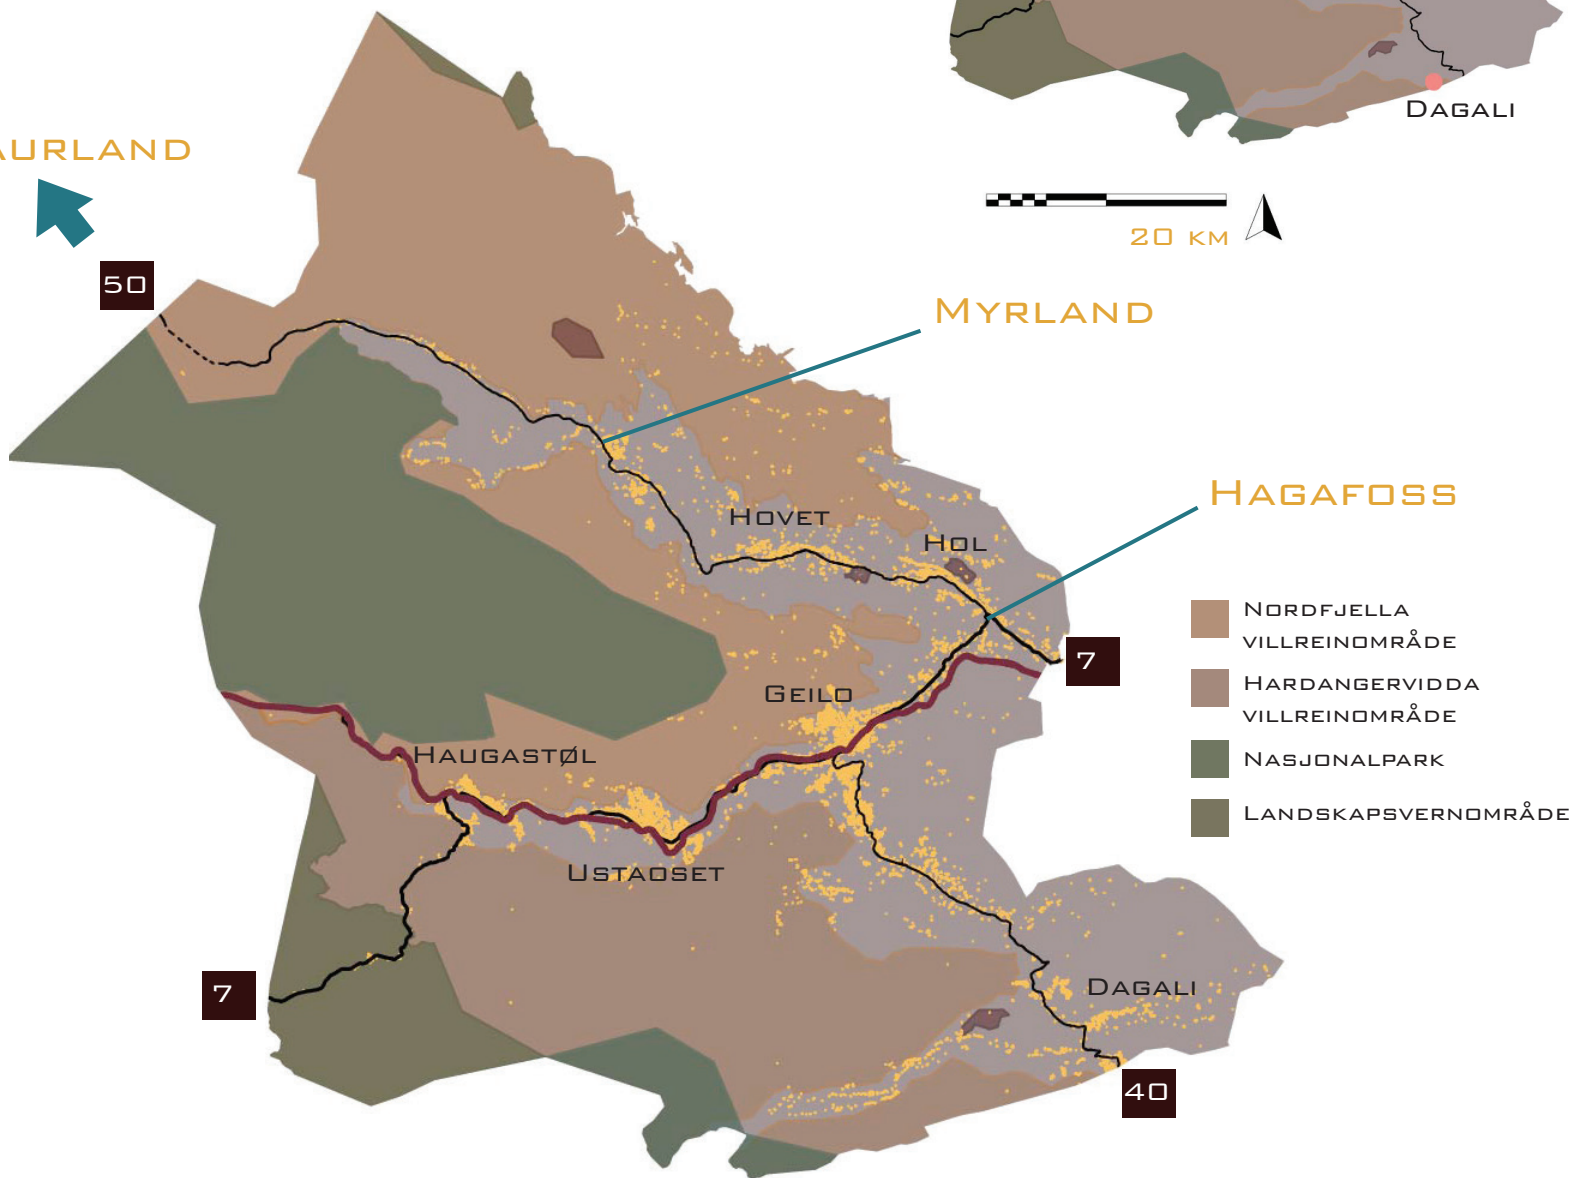 DAGALI
AURLAND
20 KM
50
MYRLAND
HAGAFOSS
HOVET
HOL
NORDFJELLA
VILLREINOMRÅDE
7
HARDANGERVIDDA
VILLREINOMRÅDE
GEILO
HAUGASTØL
NASJONALPARK
LANDSKAPSVERNOMRÅDE
USTAOSET
7
DAGALI
40